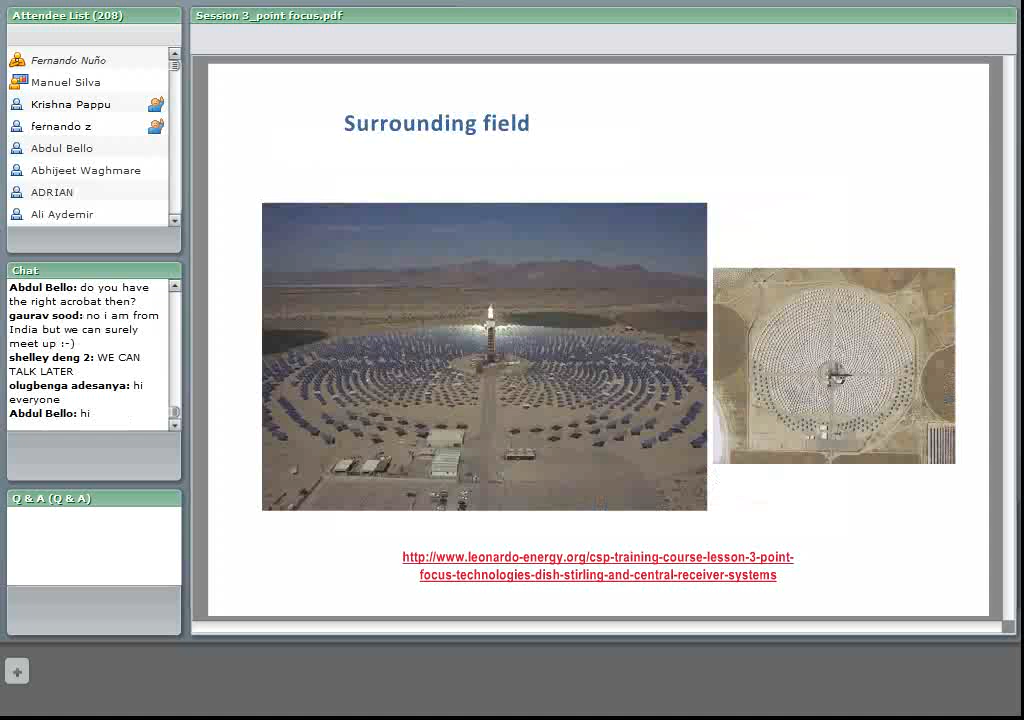 Attendee List (208)
Fernando Nuño
Manuel Silva
Krishna Pappu
fernando z
Abdul Bello
Abhijeet Waghmare
ADRIAN
Ali Aydemir
Chat
Abdul Bello: do you have
the right acrobat then?
gaurav sood: no i am from
India but we can surely
meet up :-)
shelley deng 2: WE CAN
TALK LATER
olugbenga adesanya: hi
everyone
Abdul Bello: hi
Q & A (Q & A)
Session 3_point focus.pdf
Surrounding field
http://www.leonardo-energy.org/csp-training-course-lesson-3-point-
focus-technologies-dish-stirling-and-central-receiver-systems